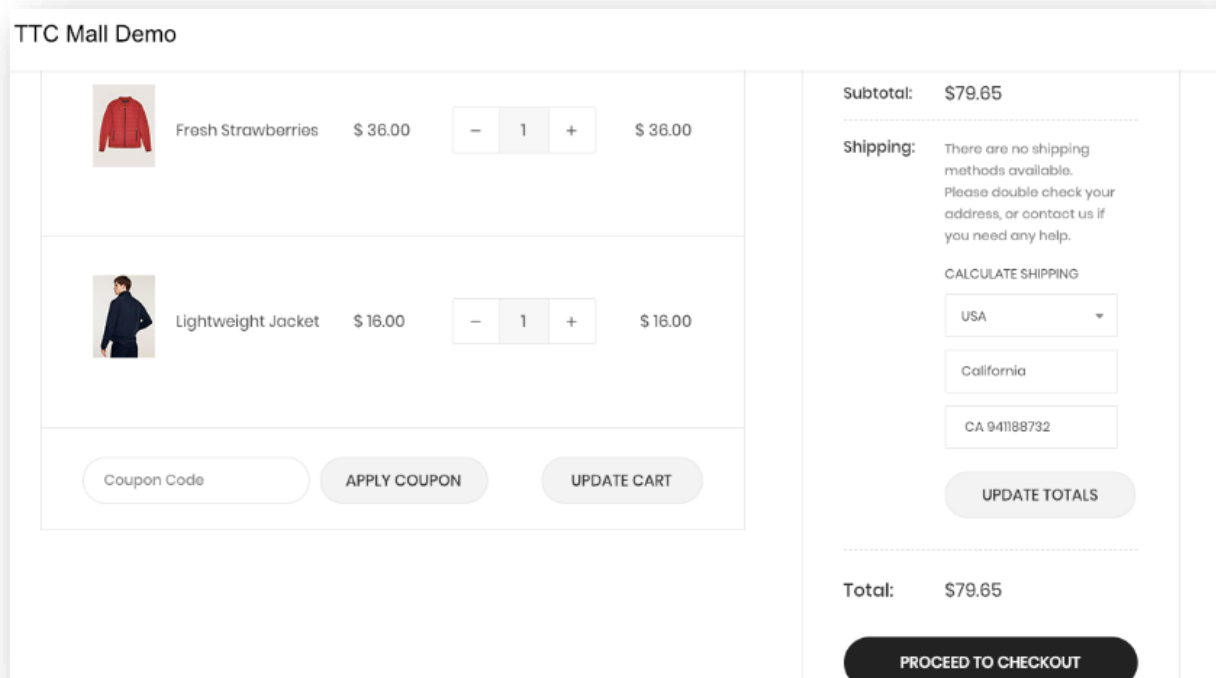 TTC Mall Demo
Fresh Strawberries $ 36.00 − 1 + $ 36.00
Lightweight Jacket $ 16.00 − 1 + $ 16.00
Coupon Code APPLY COUPON UPDATE CART
Subtotal: $79.65
Shipping: There are no shipping
methods available.
Please double check your
address, or contact us if
you need any help.
CALCULATE SHIPPING
USA
California
CA 941188732
UPDATE TOTALS
Total: $79.65
PROCEED TO CHECKOUT